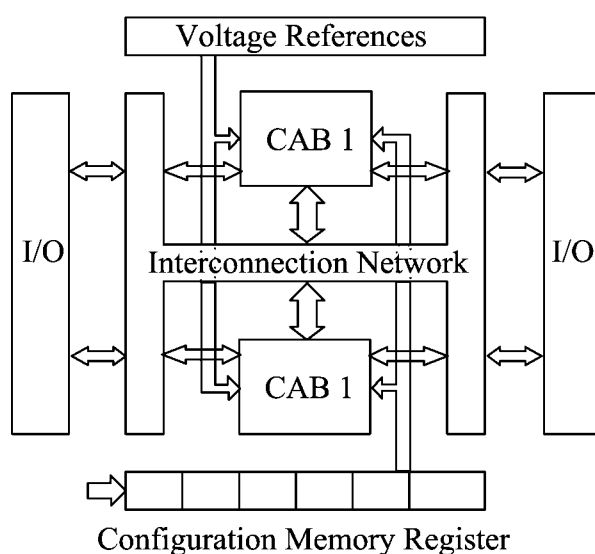 Voltage References
CAB 1
I/O
Interconnection Network
I/O
CAB 1
Configuration Memory Register